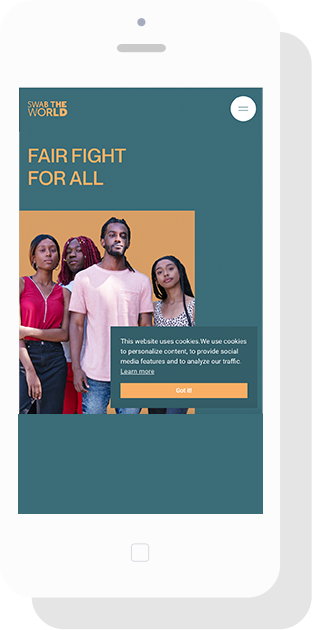 SWAB THE
WORLD
FAIR FIGHT
FOR ALL
This website uses cookies.We use cookies
to personalize content, to provide social
media features and to analyze our traffic.
Learn more
Got it!